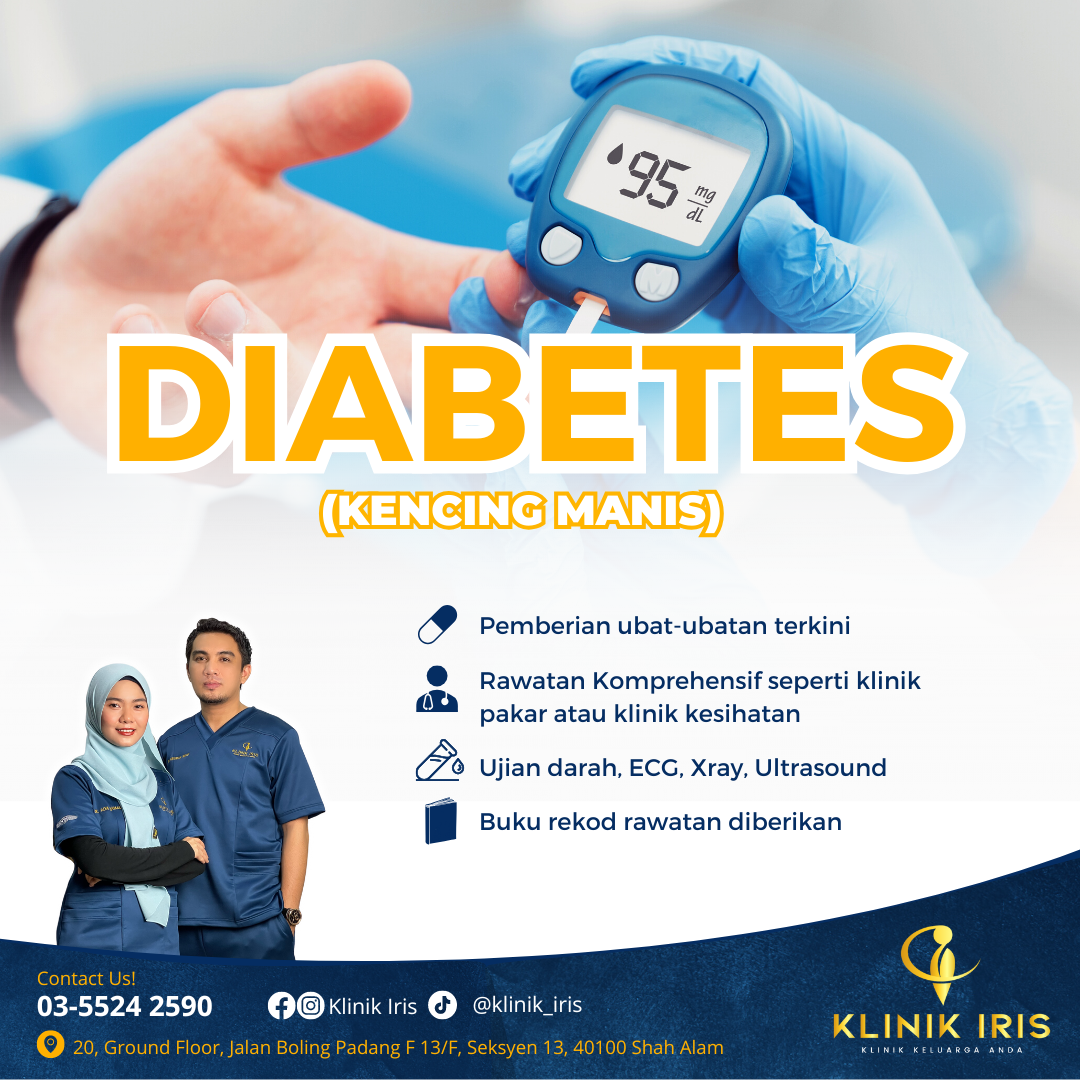 95 mg
dL
DIABETES
(KENCING MANIS)
Pemberian ubat-ubatan terkini
Rawatan Komprehensif seperti klinik
pakar atau klinik kesihatan
Ujian darah, ECG, Xray, Ultrasound
Buku rekod rawatan diberikan
KLINIK IRIS
Contact Us!
03-5524 2590
Klinik Iris
@klinik_iris
20, Ground Floor, Jalan Boling Padang F 13/F, Seksyen 13, 40100 Shah Alam
KLINIK IRIS
KLINIK KELUARGA ANDA